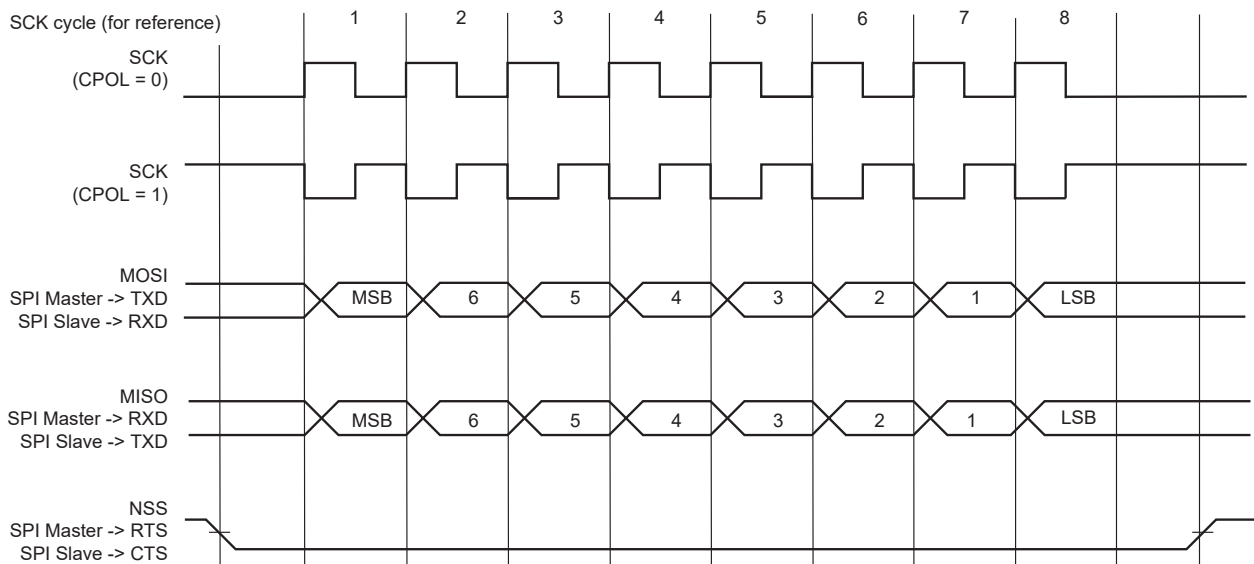 SCK cycle (for reference)
1 2 3 4 5 6 7 8
SCK
(CPOL = 0)
SCK
(CPOL = 1)
MOSI
SPI Master -> TXD
SPI Slave -> RXD
MSB 6 5 4 3 2 1 LSB
MISO
SPI Master -> RXD
SPI Slave -> TXD
MSB 6 5 4 3 2 1 LSB
NSS
SPI Master -> RTS
SPI Slave -> CTS